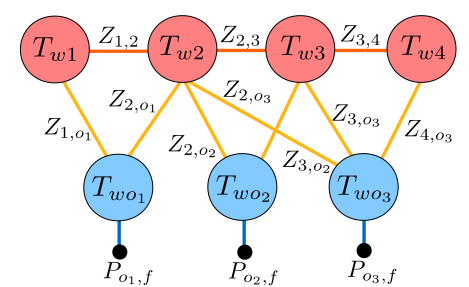 Z_{1,2} Z_{2,3} Z_{3,4}
T_{w1} T_{w2} T_{w3} T_{w4}
Z_{2,o_1} Z_{2,o_3} Z_{3,o_3}
Z_{1,o_1} Z_{2,o_2} Z_{3,o_2} Z_{4,o_3}
T_{wo_1} T_{wo_2} T_{wo_3}
P_{o_1,f} P_{o_2,f} P_{o_3,f}